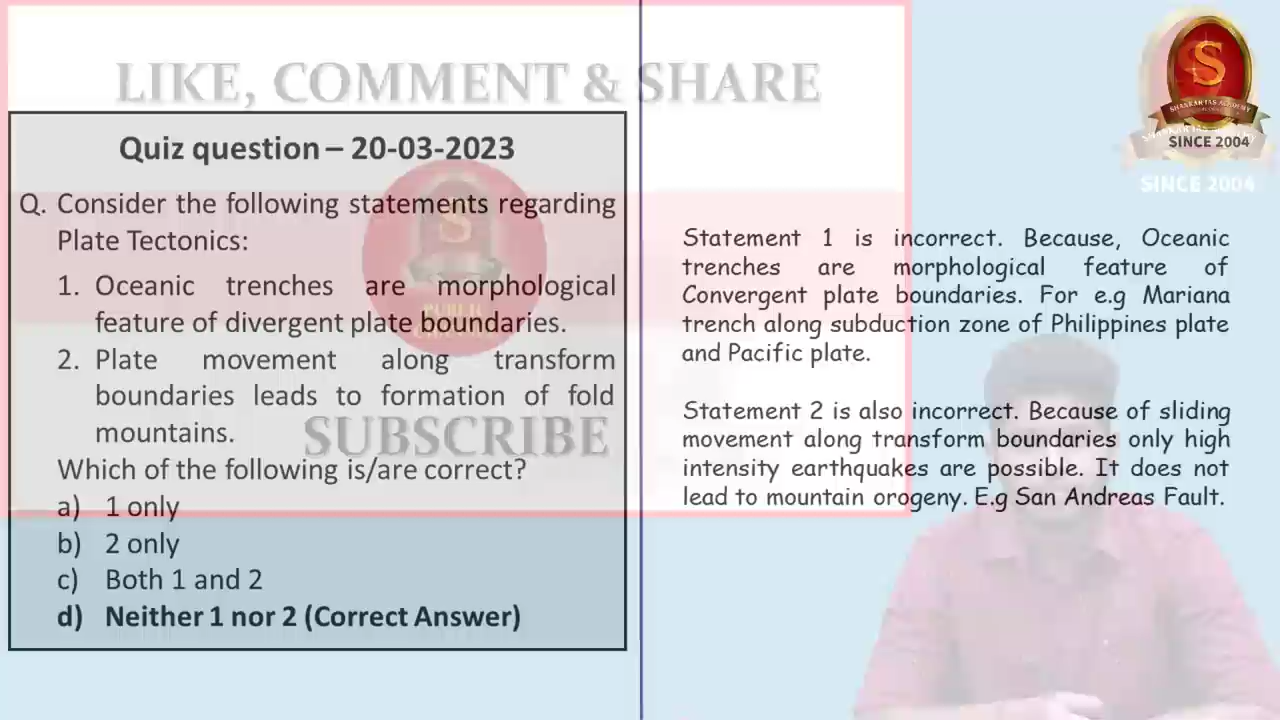 LIKE, COMMENT & SHARE
Quiz question – 20-03-2023
Q. Consider the following statements regarding
Plate Tectonics:
1. Oceanic trenches are morphological
feature of divergent plate boundaries.
2. Plate movement along transform
boundaries leads to formation of fold
mountains.
Which of the following is/are correct?
a) 1 only
b) 2 only
c) Both 1 and 2
d) Neither 1 nor 2 (Correct Answer)
SUBSCRIBE
S
SHANKAR IAS ACADEMY
SINCE 2004
SINCE 2004
Statement 1 is incorrect. Because, Oceanic
trenches are morphological feature of
Convergent plate boundaries. For e.g Mariana
trench along subduction zone of Philippines plate
and Pacific plate.
Statement 2 is also incorrect. Because of sliding
movement along transform boundaries only high
intensity earthquakes are possible. It does not
lead to mountain orogeny. E.g San Andreas Fault.